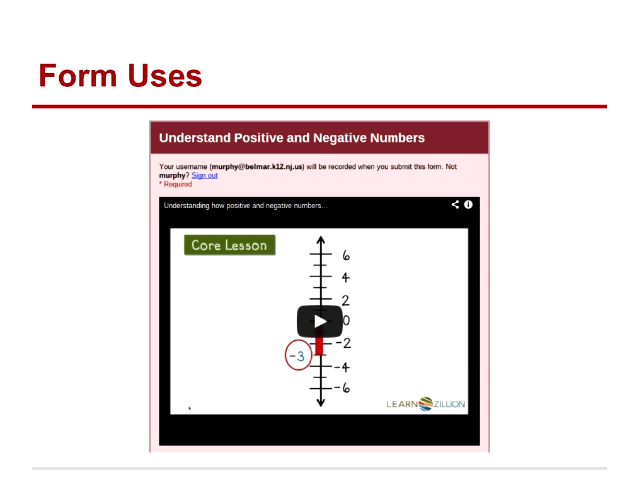 Form Uses
Understand Positive and Negative Numbers
Your username (murphy@belmar.k12.nj.us) will be recorded when you submit this form. Not
murphy? Sign out
* Required
Understanding how positive and negative numbers...
Core Lesson
6
4
2
0
-2
-3
-4
-6
LEARN ZILLION